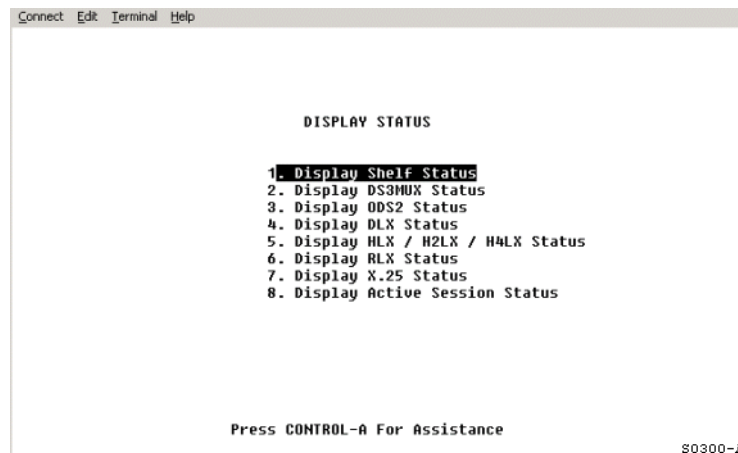 Connect Edit Terminal Help
DISPLAY STATUS
1. Display Shelf Status
2. Display DS3MUX Status
3. Display ODS2 Status
4. Display DLX Status
5. Display HLX / H2LX / H4LX Status
6. Display RLX Status
7. Display X.25 Status
8. Display Active Session Status
Press CONTROL-A For Assistance